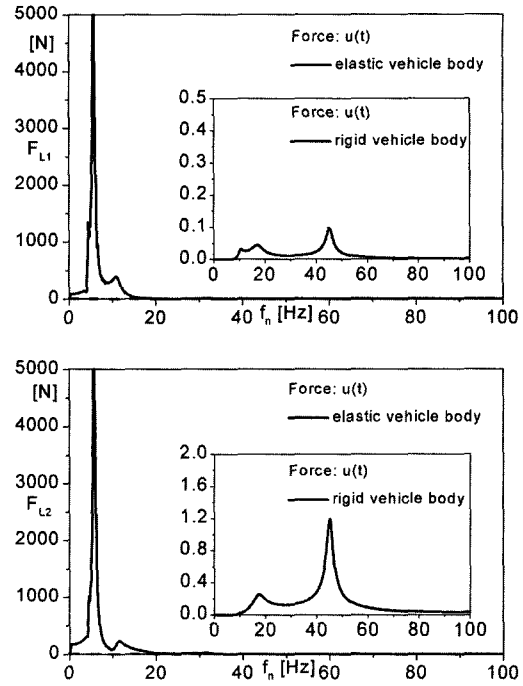 5000
[N]
4000
3000
F_L1
2000
1000
0
0 20 40 60 80 100
f_n [Hz]
Force: u(t)
elastic vehicle body
0.5
0.4
0.3
0.2
0.1
0.0
0 20 40 60 80 100
Force: u(t)
rigid vehicle body
5000
[N]
4000
3000
F_L2
2000
1000
0
0 20 40 60 80 100
f_n [Hz]
Force: u(t)
elastic vehicle body
2.0
1.6
1.2
0.8
0.4
0.0
0 20 40 60 80 100
Force: u(t)
rigid vehicle body